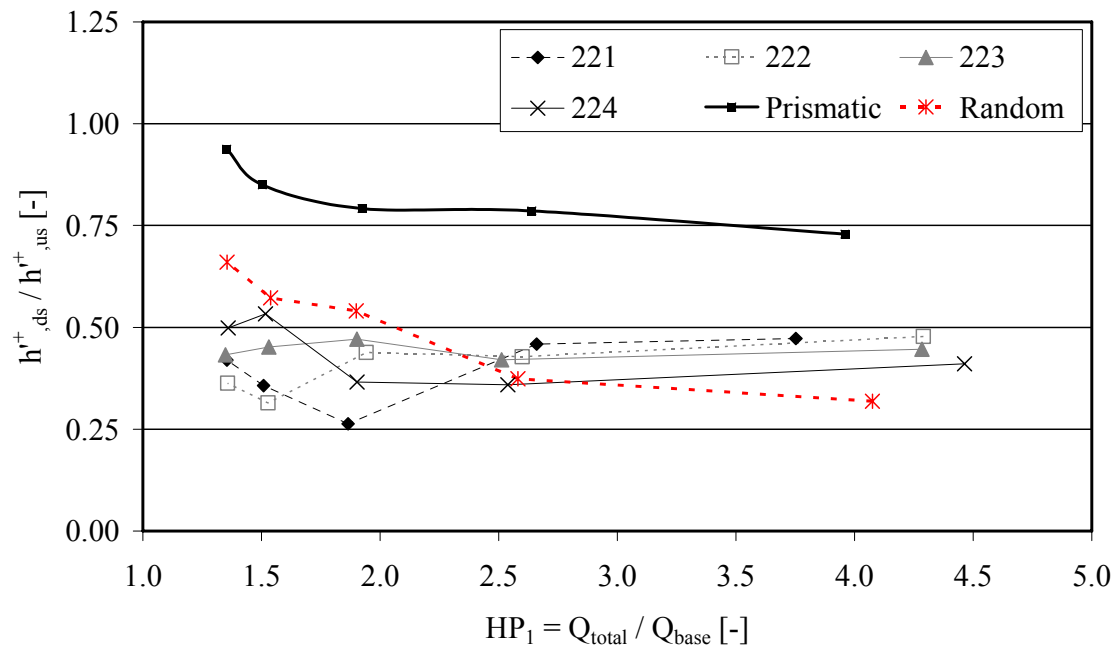 1.25
221 222 223
224 Prismatic Random
1.00
0.75
0.50
0.25
0.00
h'⁺,ds / h'⁺,us [-]
1.0 1.5 2.0 2.5 3.0 3.5 4.0 4.5 5.0
HP₁ = Q_total / Q_base [-]